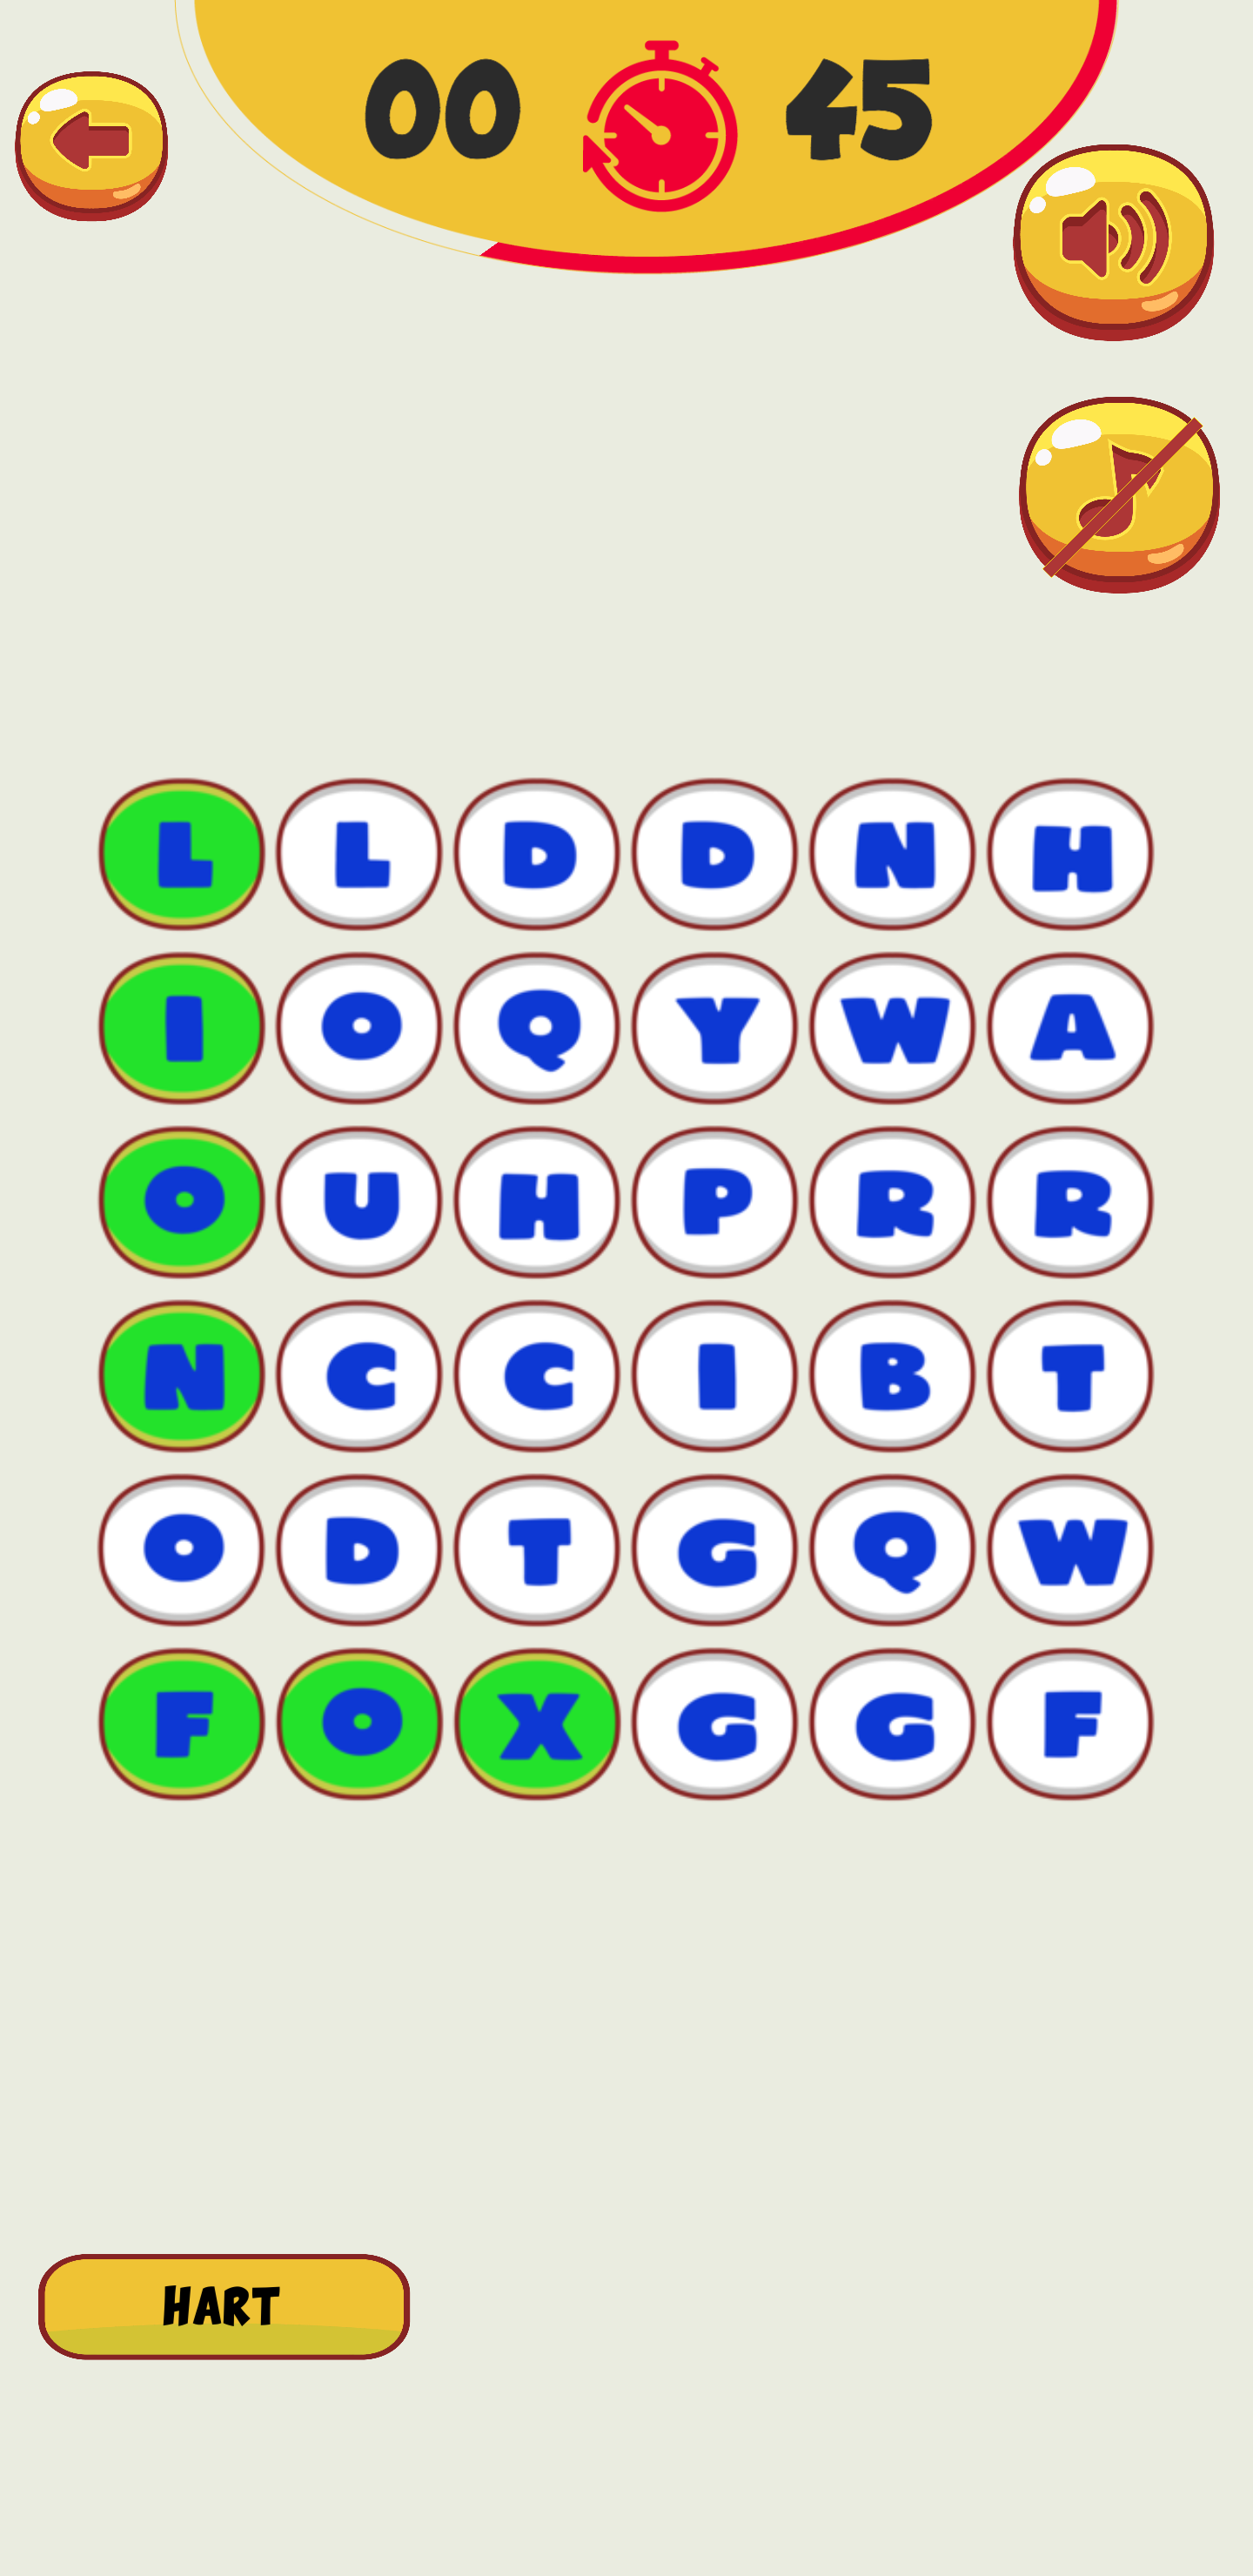 00 45
L L D D N H
I O Q Y W A
O U H P R R
N C C I B T
O D T G Q W
F O X G G F
HART